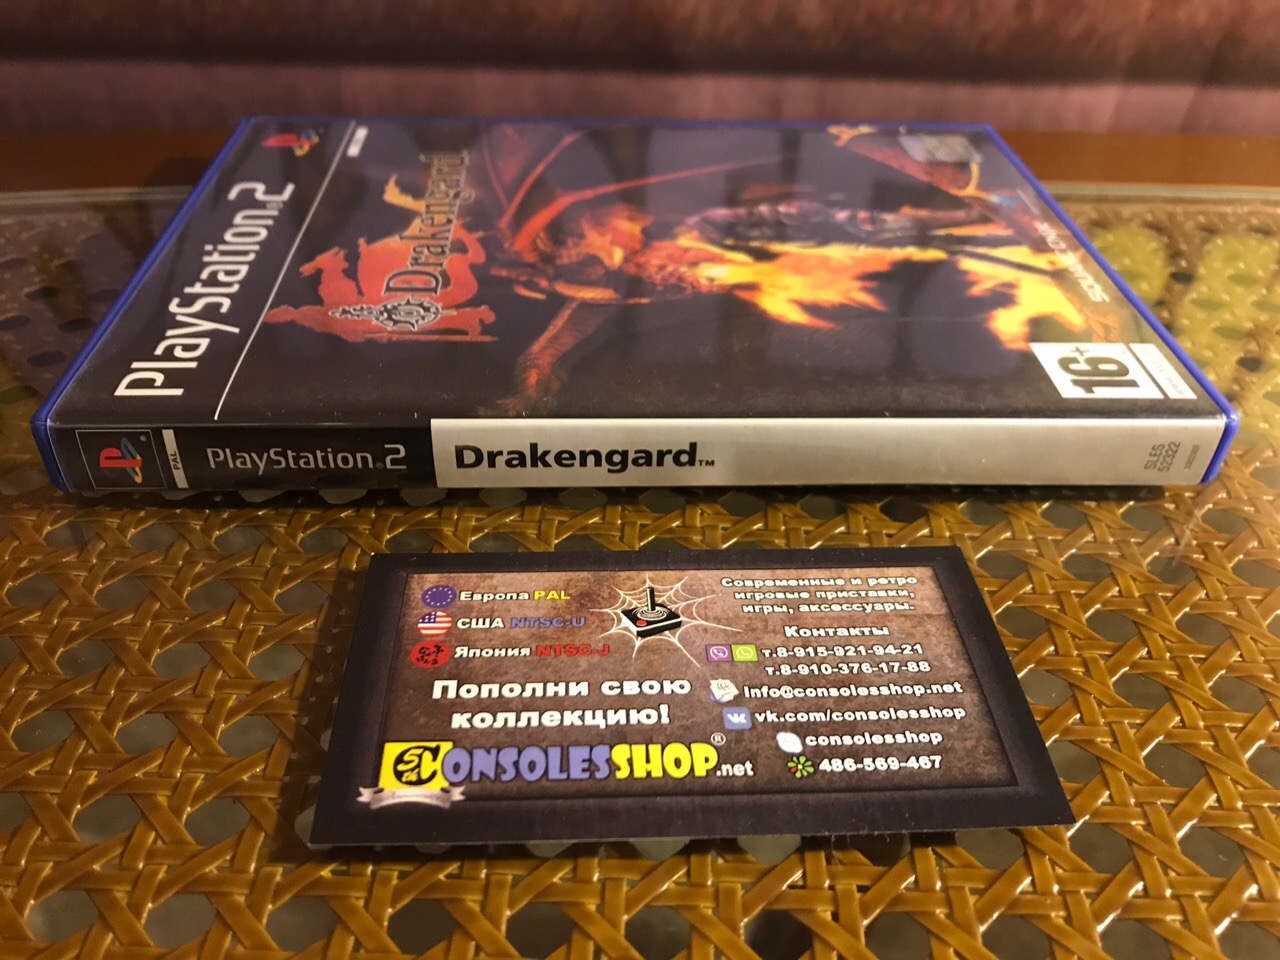 PlayStation®2
Drakengard
SQUARE ENIX
16+
www.
PAL
PlayStation®2
Drakengard™
SLES
52322
Европа PAL
США NTSC-U
Япония NTSC-J
Пополни свою
коллекцию!
CONSOLESSHOP®.net
Современные и ретро
игровые приставки,
игры, аксессуары.
Контакты
т.8-915-921-94-21
т.8-910-376-17-88
info@consolesshop.net
vk.com/consolesshop
consolesshop
486-569-467